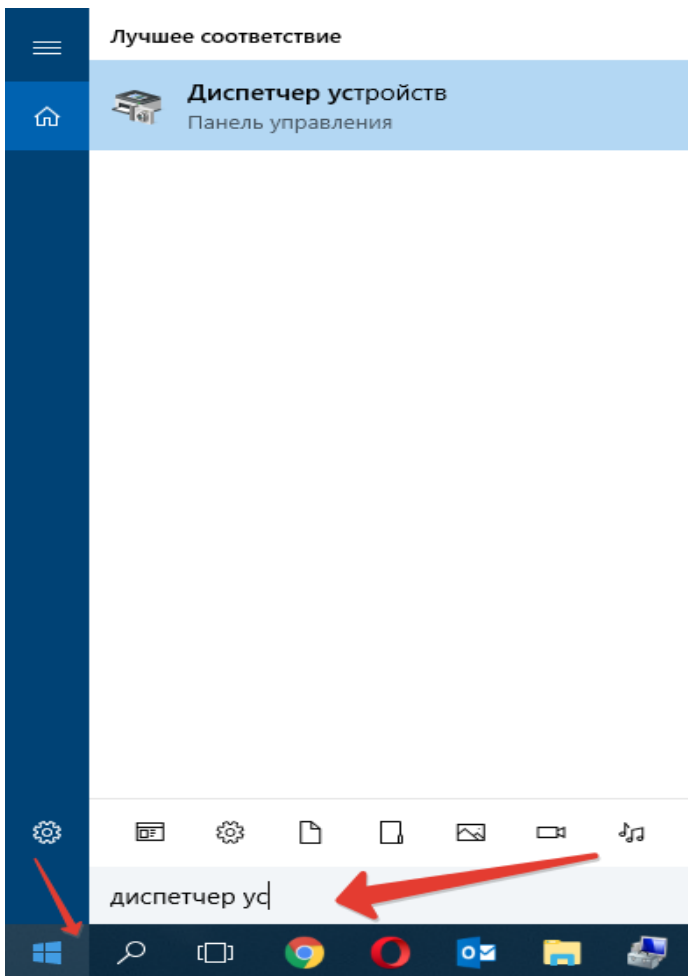 Лучшее соответствие
Диспетчер устройств
Панель управления
диспетчер ус